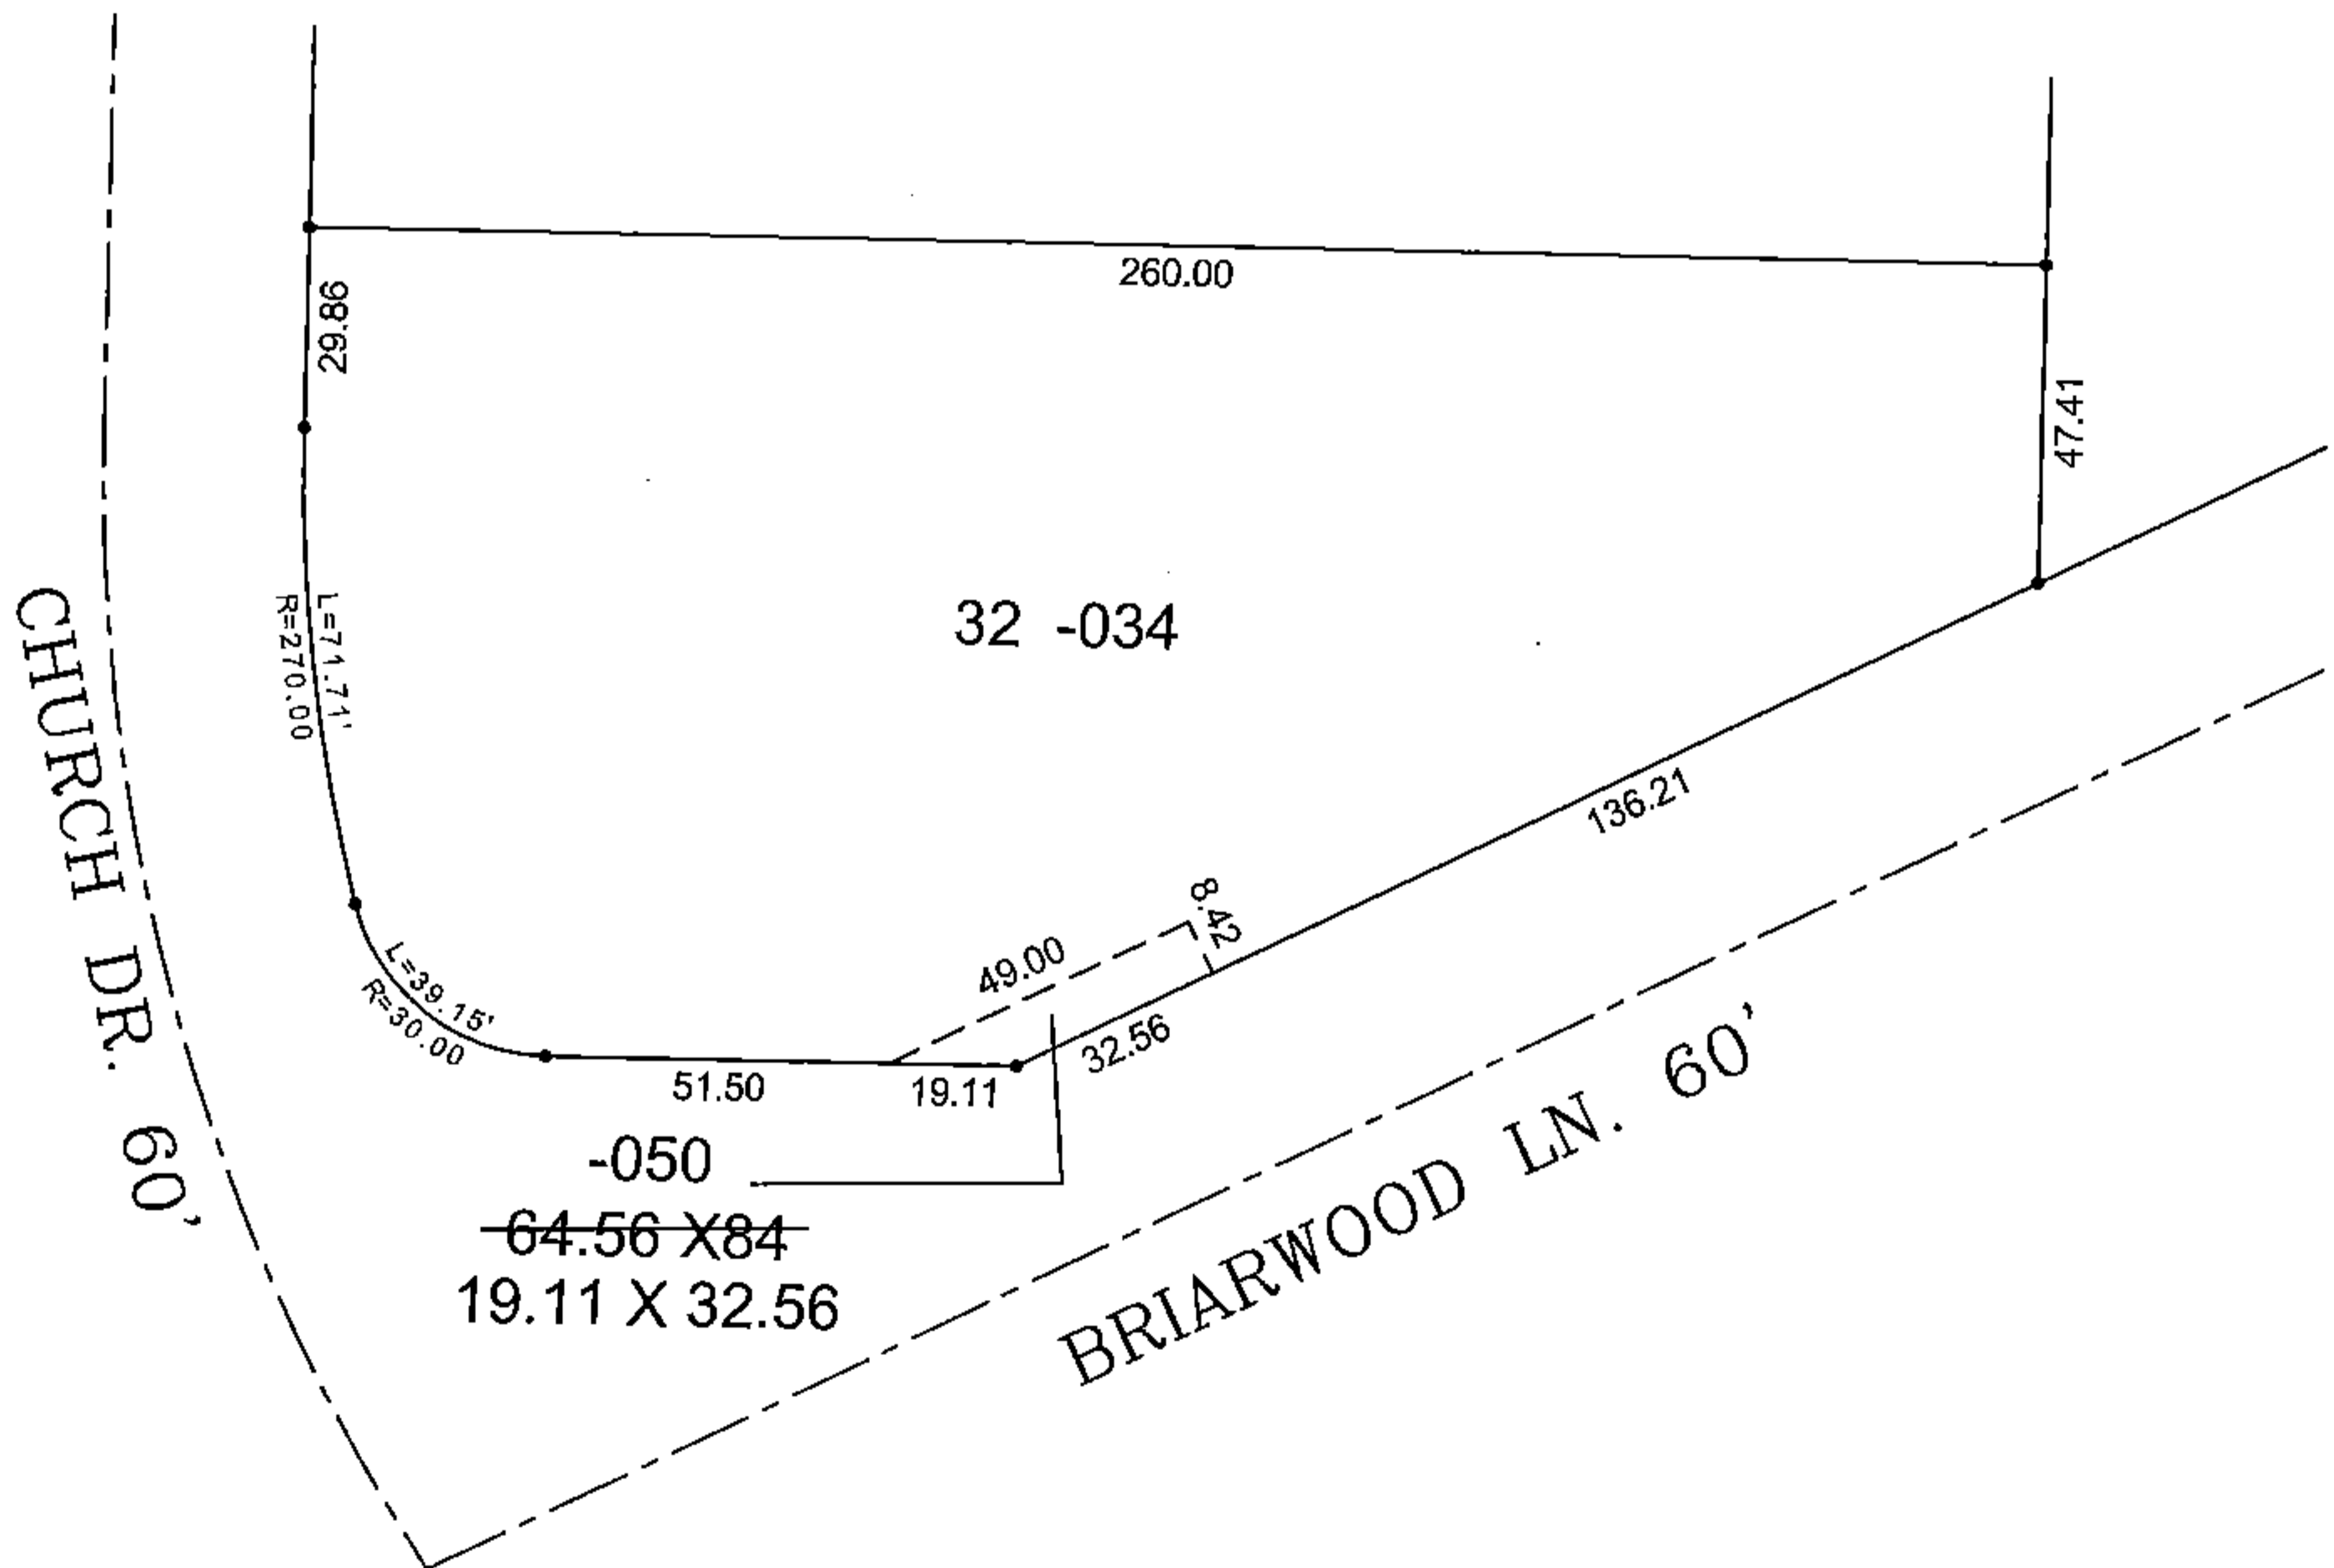 260.00
29.86
47.41
L=71.71'
R=270.00
32 -034
CHURCH DR. 60'
136.21
8.42
49.00
L=39.15'
R=30.00
32.56
51.50
19.11
-050
64.56 X84
19.11 X 32.56
BRIARWOOD LN. 60'